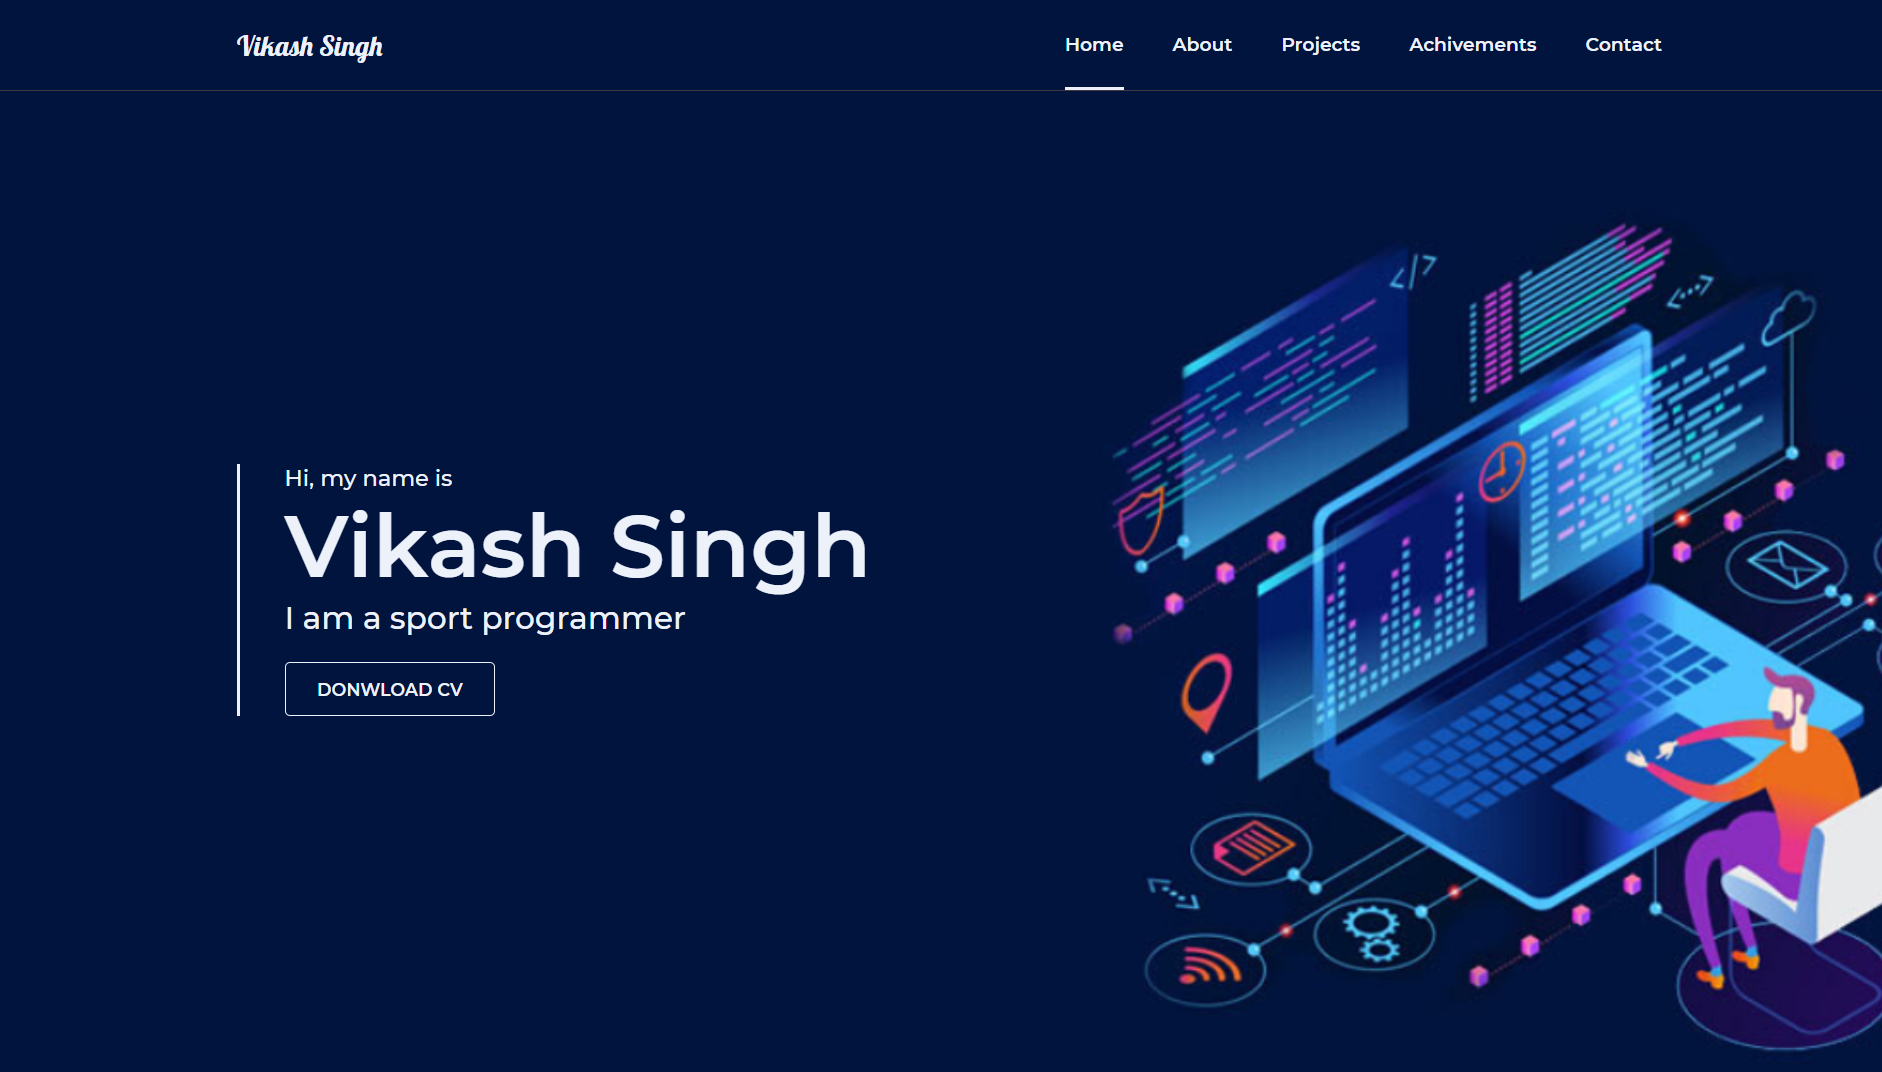 Vikash Singh
Home About Projects Achivements Contact
Hi, my name is
Vikash Singh
I am a sport programmer
DONWLOAD CV